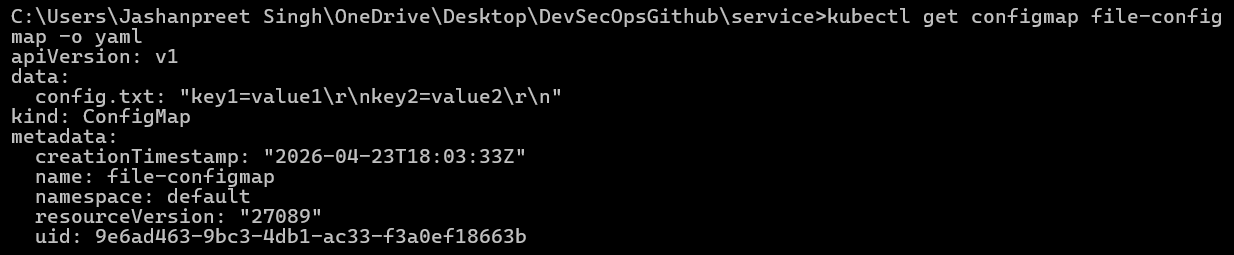 C:\Users\Jashanpreet Singh\OneDrive\Desktop\DevSecOpsGithub\service>kubectl get configmap file-config
map -o yaml
apiVersion: v1
data:
  config.txt: "key1=value1\r\nkey2=value2\r\n"
kind: ConfigMap
metadata:
  creationTimestamp: "2026-04-23T18:03:33Z"
  name: file-configmap
  namespace: default
  resourceVersion: "27089"
  uid: 9e6ad463-9bc3-4db1-ac33-f3a0ef18663b